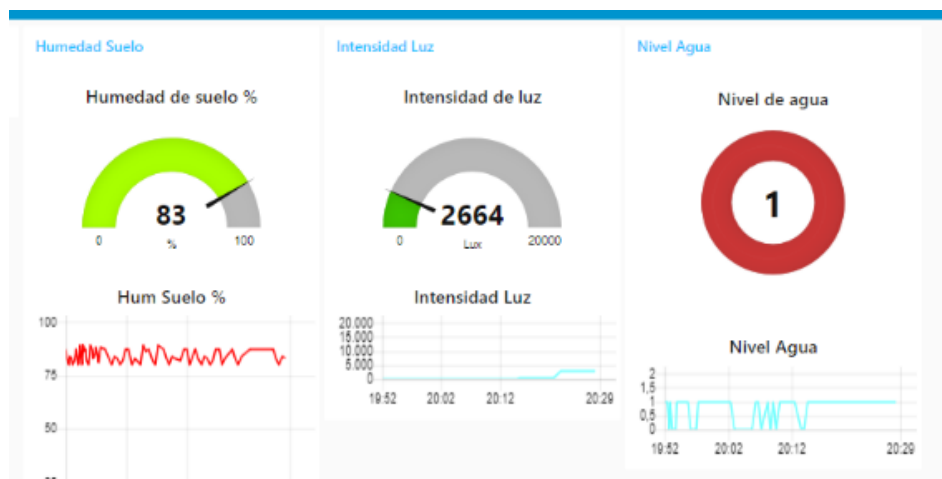 Humedad Suelo
Humedad de suelo %
83
%
0
100
Hum Suelo %
100
75
50
Intensidad Luz
Intensidad de luz
2664
Lux
0
20000
Intensidad Luz
20.000
15.000
10.000
5.000
0
19:52 20:02 20:12 20:29
Nivel Agua
Nivel de agua
1
Nivel Agua
2
1,5
1
0,5
0
19:52 20:02 20:12 20:29